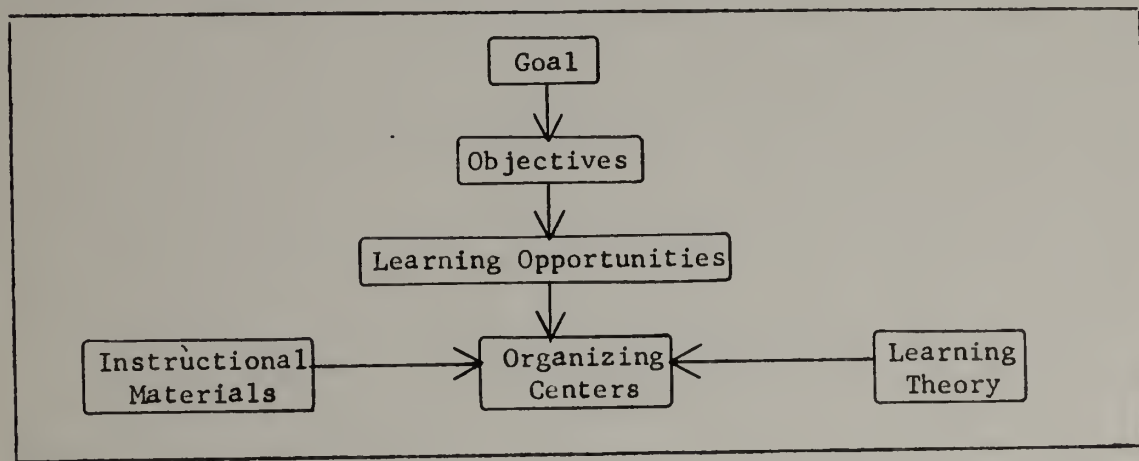 Goal
Objectives
Learning Opportunities
Instructional
Materials
Organizing
Centers
Learning
Theory